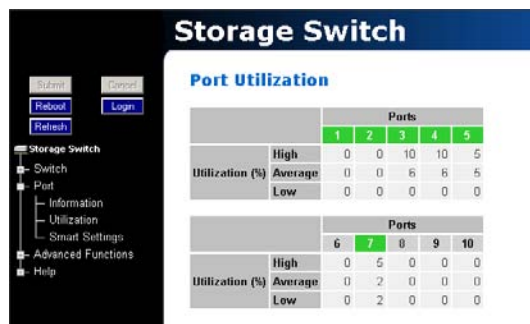 Storage Switch
Submit Cancel
Reboot Login
Refresh
Storage Switch
Switch
Port
Information
Utilization
Smart Settings
Advanced Functions
Help
Port Utilization
Ports
1 2 3 4 5
Utilization (%)
High 0 0 10 10 5
Average 0 0 6 6 5
Low 0 0 0 0 0
Ports
6 7 8 9 10
Utilization (%)
High 0 5 0 0 0
Average 0 2 0 0 0
Low 0 2 0 0 0